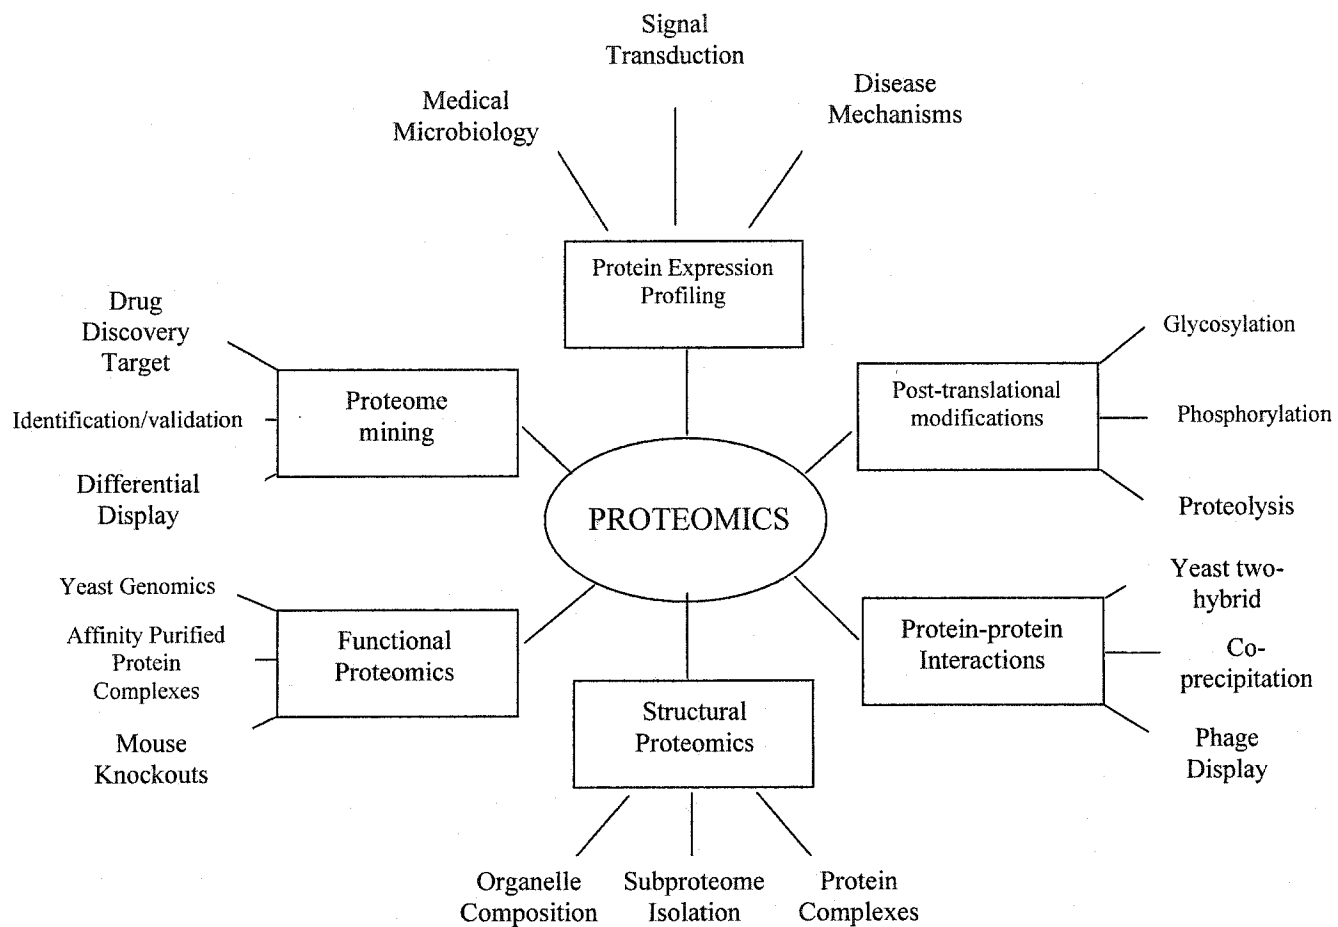 Signal
Transduction
Medical
Microbiology
Disease
Mechanisms
Protein Expression
Profiling
Drug
Discovery
Target
Identification/validation
Differential
Display
Proteome
mining
Post-translational
modifications
Glycosylation
Phosphorylation
Proteolysis
PROTEOMICS
Yeast Genomics
Affinity Purified
Protein
Complexes
Mouse
Knockouts
Functional
Proteomics
Structural
Proteomics
Protein-protein
Interactions
Yeast two-
hybrid
Co-
precipitation
Phage
Display
Organelle
Composition
Subproteome
Isolation
Protein
Complexes